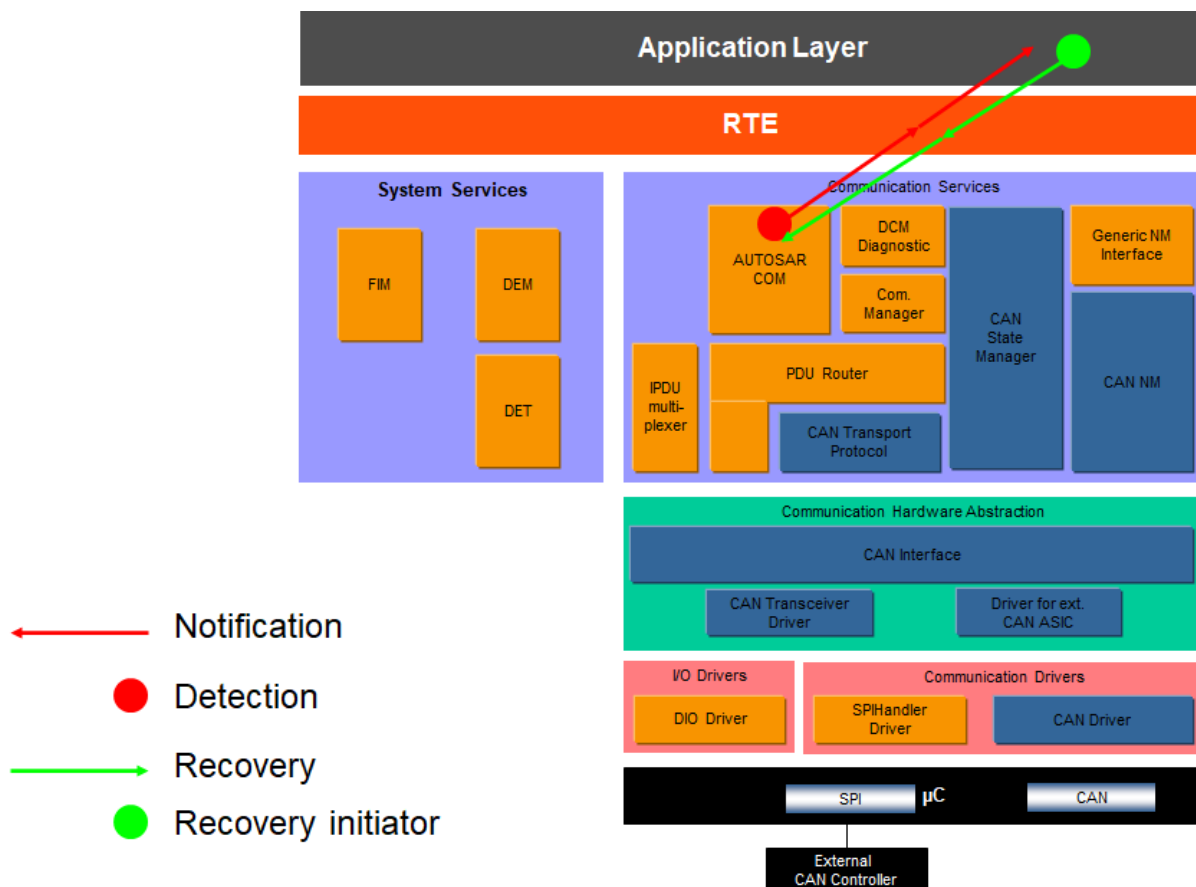 Application Layer
RTE
System Services
FIM
DEM
DET
Communication Services
AUTOSAR
COM
DCM
Diagnostic
Com.
Manager
CAN
State
Manager
Generic NM
Interface
CAN NM
IPDU
multi-
plexer
PDU Router
CAN Transport
Protocol
Communication Hardware Abstraction
CAN Interface
CAN Transceiver
Driver
Driver for ext.
CAN ASIC
I/O Drivers
DIO Driver
Communication Drivers
SPIHandler
Driver
CAN Driver
SPI
µC
CAN
External
CAN Controller
Notification
Detection
Recovery
Recovery initiator